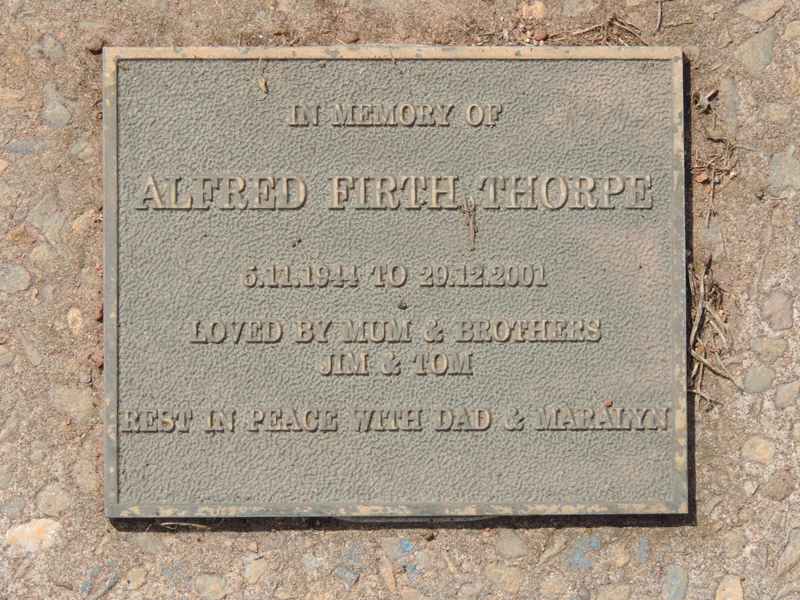 IN MEMORY OF
ALFRED FIRTH THORPE
5.11.1944 TO 29.12.2001
LOVED BY MUM & BROTHERS
JIM & TOM
REST IN PEACE WITH DAD & MARALYN